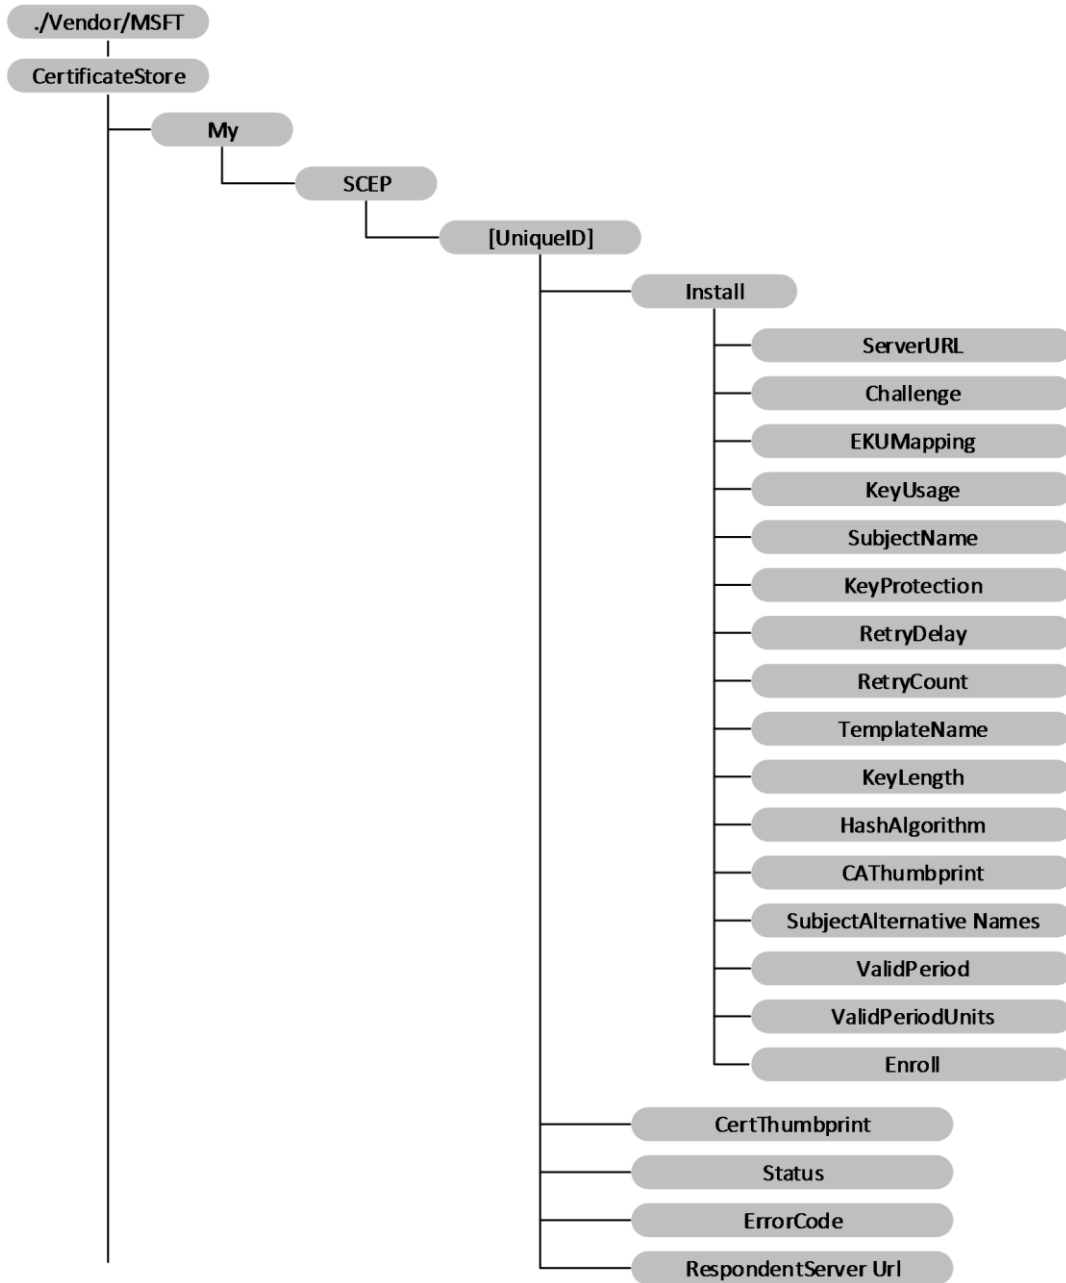 ./Vendor/MSFT
CertificateStore
My
SCEP
[UniqueID]
Install
ServerURL
Challenge
EKUMapping
KeyUsage
SubjectName
KeyProtection
RetryDelay
RetryCount
TemplateName
KeyLength
HashAlgorithm
CAThumbprint
SubjectAlternative Names
ValidPeriod
ValidPeriodUnits
Enroll
CertThumbprint
Status
ErrorCode
RespondentServer Url